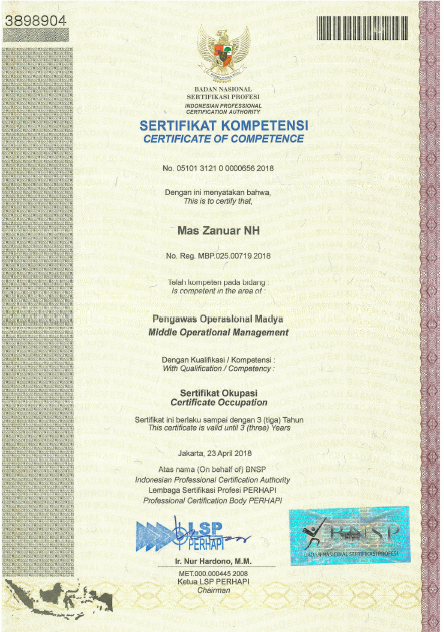 3898904
BADAN NASIONAL
SERTIFIKASI PROFESI
INDONESIAN PROFESSIONAL
CERTIFICATION AUTHORITY
SERTIFIKAT KOMPETENSI
CERTIFICATE OF COMPETENCE
No. 05101 3121 0 0000656 2018
Dengan ini menyatakan bahwa,
This is to certify that,
Mas Zanuar NH
No. Reg. MBP.025.00719 2018
Telah kompeten pada bidang :
Is competent in the area of :
Pengawas Operasional Madya
Middle Operational Management
Dengan Kualifikasi / Kompetensi :
With Qualification / Competency :
Sertifikat Okupasi
Certificate Occupation
Sertifikat ini berlaku sampai dengan 3 (tiga) Tahun
This certificate is valid until 3 (three) Years
Jakarta, 23 April 2018
Atas nama (On behalf of) BNSP
Indonesian Professional Certification Authority
Lembaga Sertifikasi Profesi PERHAPI
Professional Certification Body PERHAPI
LSP
PERHAPI
BNSP
BADAN NASIONAL SERTIFIKASI PROFESI
Ir. Nur Hardono, M.M.
MET.000.000445 2008
Ketua LSP PERHAPI
Chairman